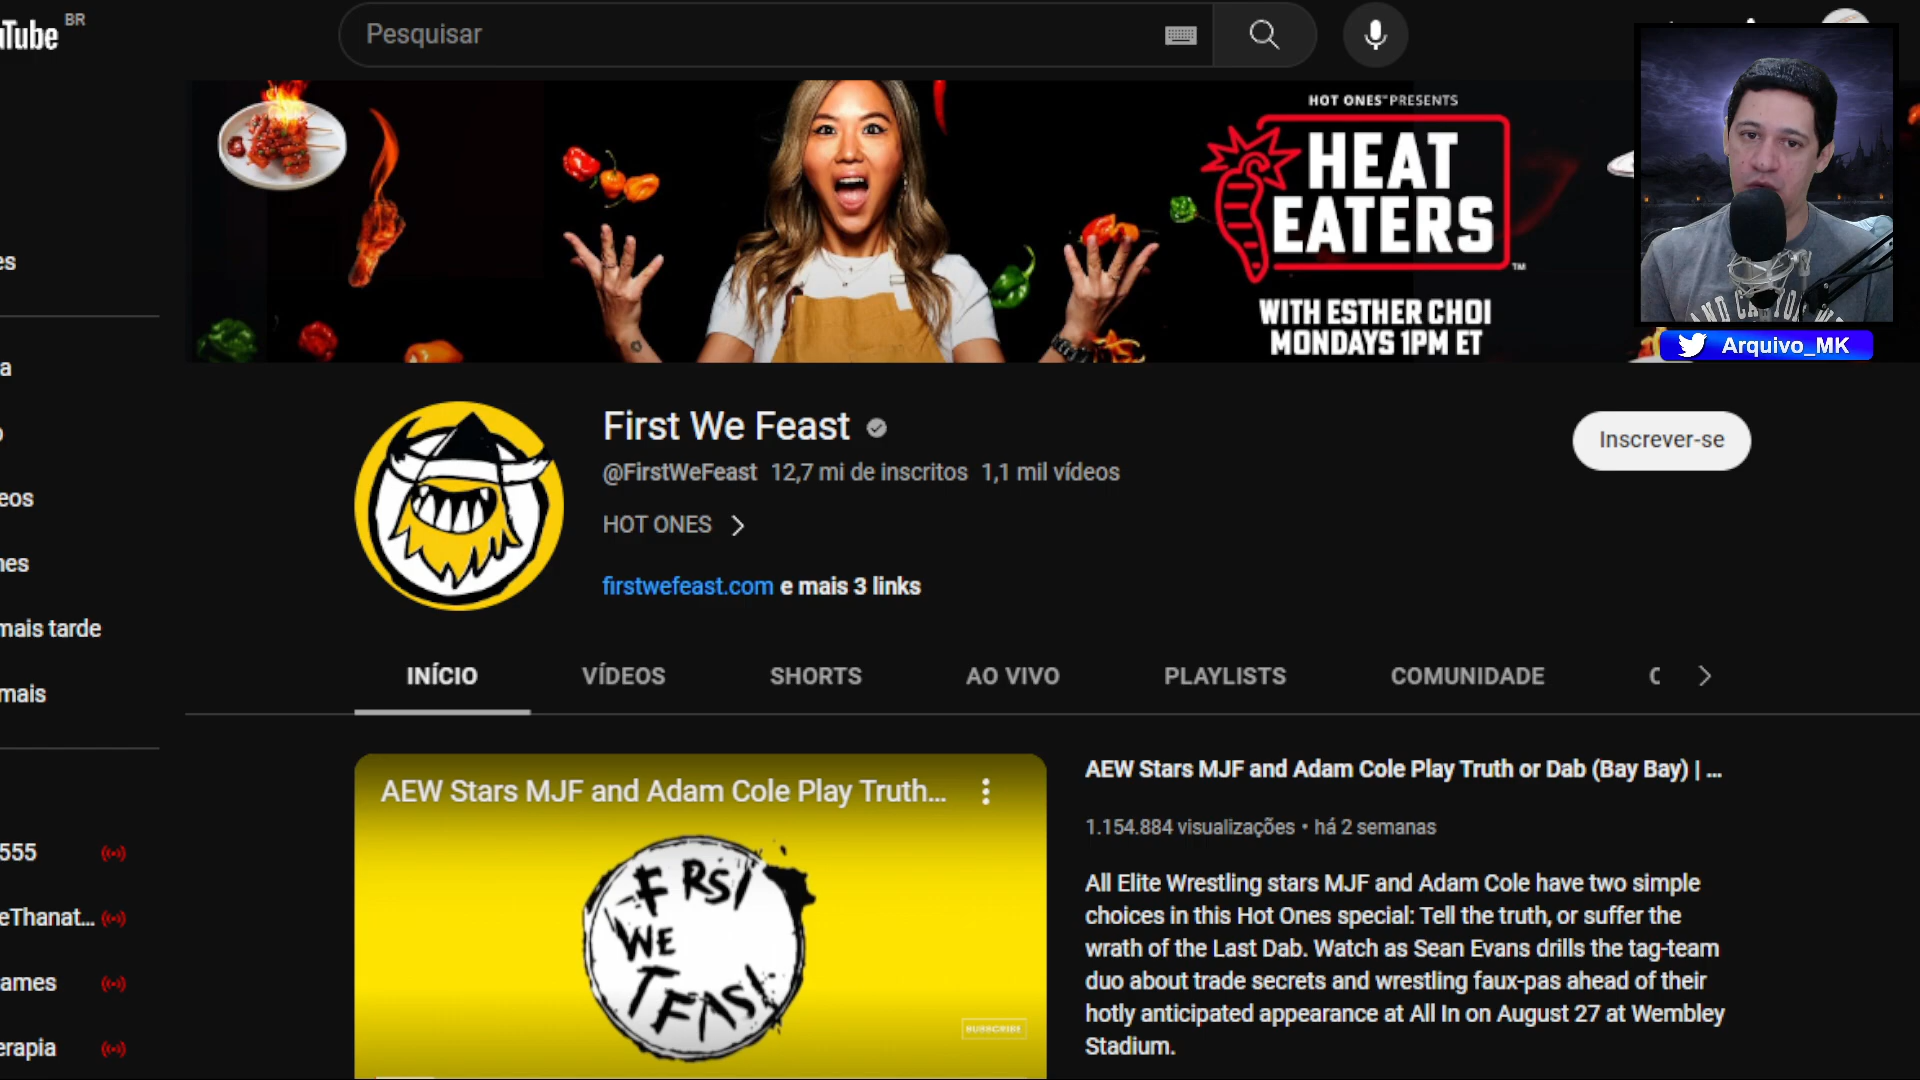 uTube BR
Pesquisar
HOT ONES™ PRESENTS
HEAT
EATERS™
WITH ESTHER CHOI
MONDAYS 1PM ET
AND CANYON
Arquivo_MK
es
First We Feast
@FirstWeFeast 12,7 mi de inscritos 1,1 mil vídeos
HOT ONES
firstwefeast.com e mais 3 links
Inscrever-se
a
o
eos
nes
mais tarde
mais
INÍCIO VÍDEOS SHORTS AO VIVO PLAYLISTS COMUNIDADE C
AEW Stars MJF and Adam Cole Play Truth...
F RSI
WE
FEAST
SUBSCRIBE
AEW Stars MJF and Adam Cole Play Truth or Dab (Bay Bay) | ...
1.154.884 visualizações • há 2 semanas
All Elite Wrestling stars MJF and Adam Cole have two simple
choices in this Hot Ones special: Tell the truth, or suffer the
wrath of the Last Dab. Watch as Sean Evans drills the tag-team
duo about trade secrets and wrestling faux-pas ahead of their
hotly anticipated appearance at All In on August 27 at Wembley
Stadium.
555
eThanat...
ames
erapia